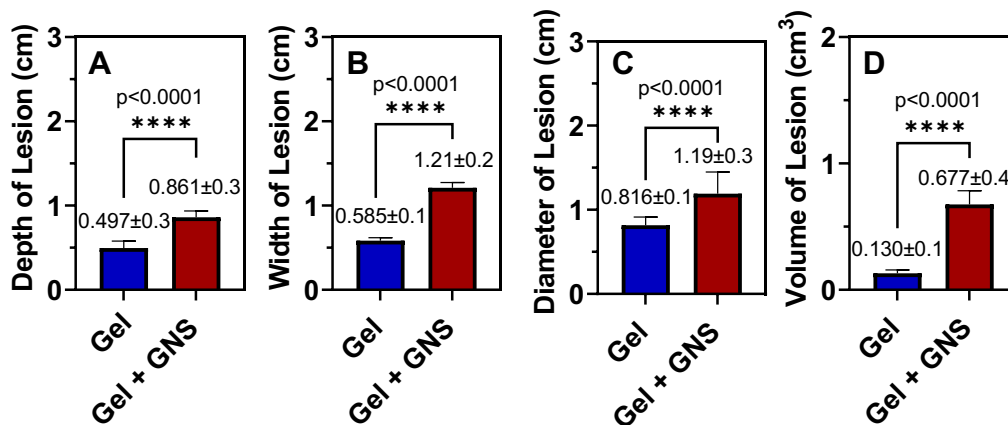 Depth of Lesion (cm)
3
2
1
0
A
p<0.0001
****
0.497±0.3
0.861±0.3
Gel
Gel + GNS
Width of Lesion (cm)
3
2
1
0
B
p<0.0001
****
0.585±0.1
1.21±0.2
Gel
Gel + GNS
Diameter of Lesion (cm)
3
2
1
0
C
p<0.0001
****
0.816±0.1
1.19±0.3
Gel
Gel + GNS
Volume of Lesion (cm³)
2
1
0
D
p<0.0001
****
0.130±0.1
0.677±0.4
Gel
Gel + GNS